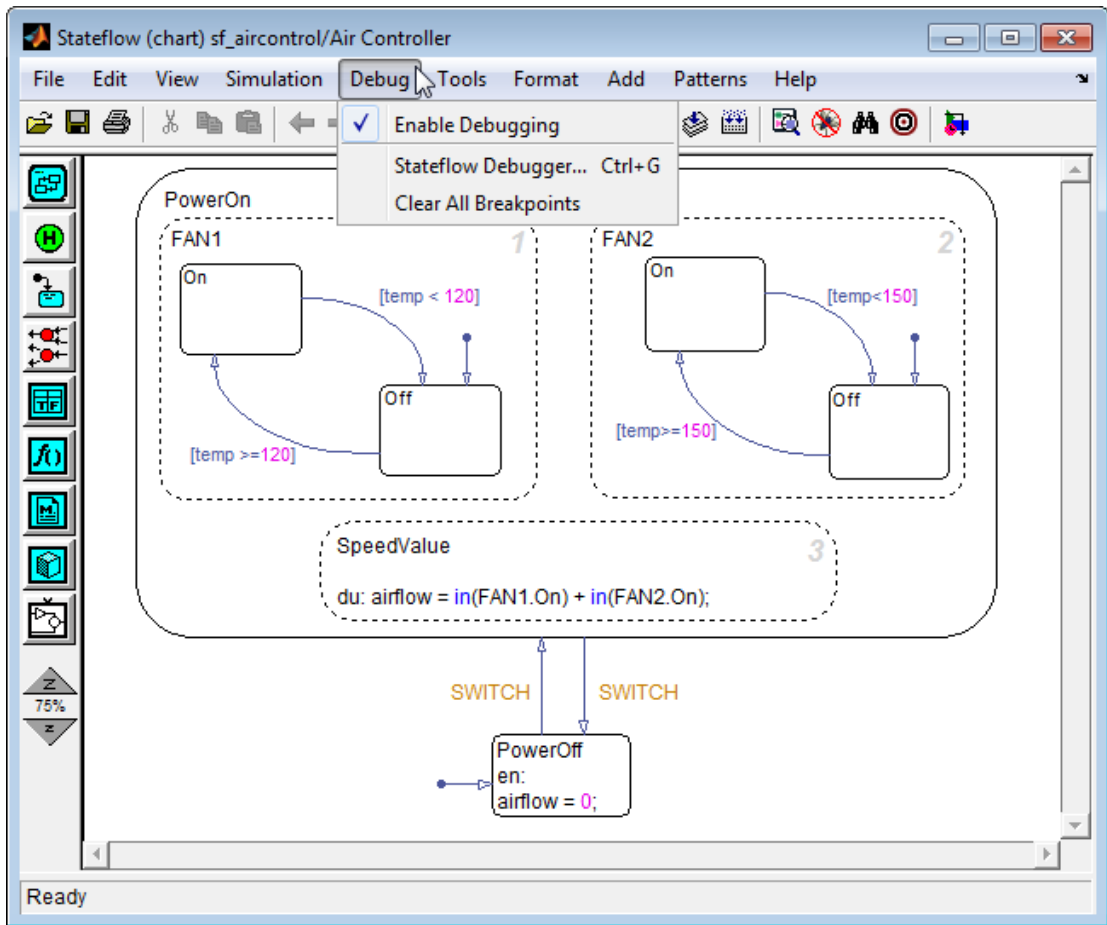 Stateflow (chart) sf_aircontrol/Air Controller
File Edit View Simulation Debug Tools Format Add Patterns Help
Enable Debugging
Stateflow Debugger... Ctrl+G
Clear All Breakpoints
PowerOn
FAN1 1
On
[temp < 120]
Off
[temp >=120]
FAN2 2
On
[temp<150]
Off
[temp>=150]
SpeedValue 3
du: airflow = in(FAN1.On) + in(FAN2.On);
SWITCH SWITCH
PowerOff
en:
airflow = 0;
H
TF
f()
M
Z
75%
z
Ready